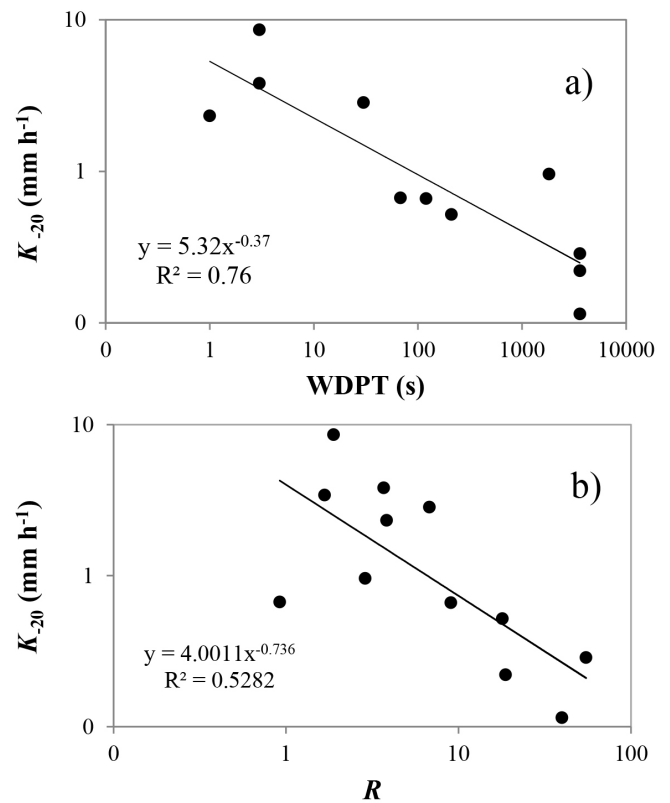 10
a)
1
K-20 (mm h-1)
y = 5.32x-0.37
R² = 0.76
0
0 1 10 100 1000 10000
WDPT (s)
10
b)
1
K-20 (mm h-1)
y = 4.0011x-0.736
R² = 0.5282
0
0 1 10 100
R